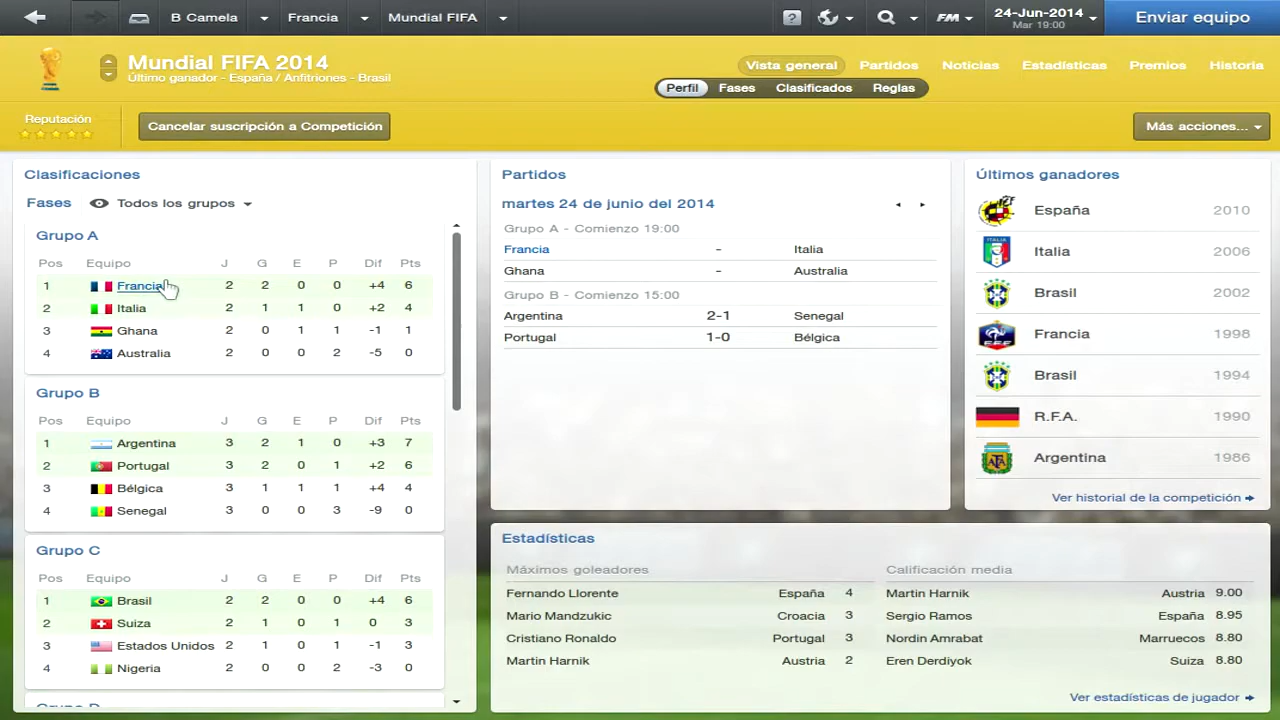 B Camela Francia Mundial FIFA ? FM 24-Jun-2014 Enviar equipo
Mar 19:00
Mundial FIFA 2014
Último ganador - España / Anfitriones - Brasil
Vista general Partidos Noticias Estadísticas Premios Historia
Perfil Fases Clasificados Reglas
Reputación
Cancelar suscripción a Competición
Más acciones...
Clasificaciones
Fases Todos los grupos
Grupo A
Pos Equipo J G E P Dif Pts
1 Francia 2 2 0 0 +4 6
2 Italia 2 1 1 0 +2 4
3 Ghana 2 0 1 1 -1 1
4 Australia 2 0 0 2 -5 0
Grupo B
Pos Equipo J G E P Dif Pts
1 Argentina 3 2 1 0 +3 7
2 Portugal 3 2 0 1 +2 6
3 Bélgica 3 1 1 1 +4 4
4 Senegal 3 0 0 3 -9 0
Grupo C
Pos Equipo J G E P Dif Pts
1 Brasil 2 2 0 0 +4 6
2 Suiza 2 1 0 1 0 3
3 Estados Unidos 2 1 0 1 -1 3
4 Nigeria 2 0 0 2 -3 0
Grupo D
Partidos
martes 24 de junio del 2014
Grupo A - Comienzo 19:00
Francia - Italia
Ghana - Australia
Grupo B - Comienzo 15:00
Argentina 2-1 Senegal
Portugal 1-0 Bélgica
Últimos ganadores
España 2010
Italia 2006
Brasil 2002
Francia 1998
Brasil 1994
R.F.A. 1990
Argentina 1986
Ver historial de la competición
Estadísticas
Máximos goleadores
Fernando Llorente España 4
Mario Mandzukic Croacia 3
Cristiano Ronaldo Portugal 3
Martin Harnik Austria 2
Calificación media
Martin Harnik Austria 9.00
Sergio Ramos España 8.95
Nordin Amrabat Marruecos 8.80
Eren Derdiyok Suiza 8.80
Ver estadísticas de jugador